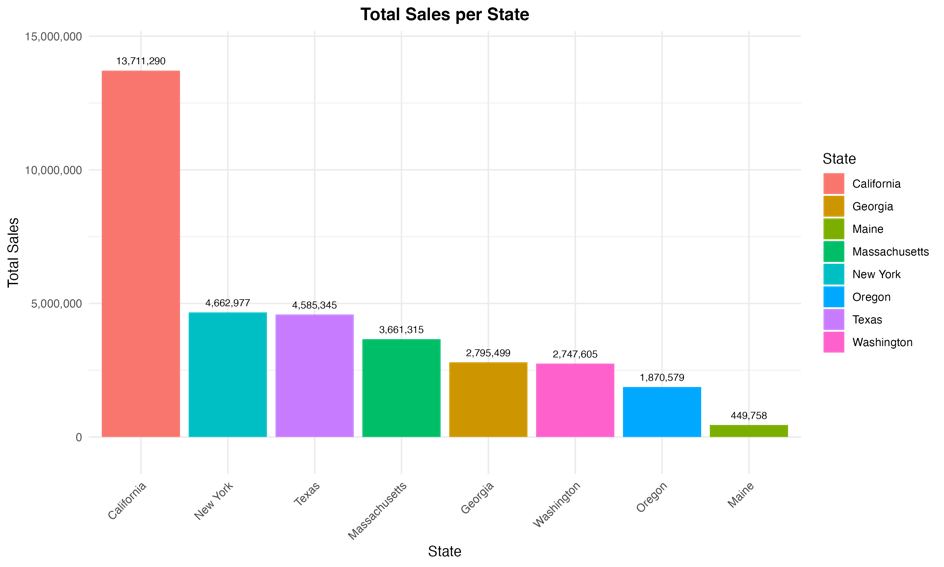 Total Sales per State
15,000,000
10,000,000
5,000,000
0
Total Sales
13,711,290
4,662,977
4,585,345
3,661,315
2,795,499
2,747,605
1,870,579
449,758
California
New York
Texas
Massachusetts
Georgia
Washington
Oregon
Maine
State
State
California
Georgia
Maine
Massachusetts
New York
Oregon
Texas
Washington